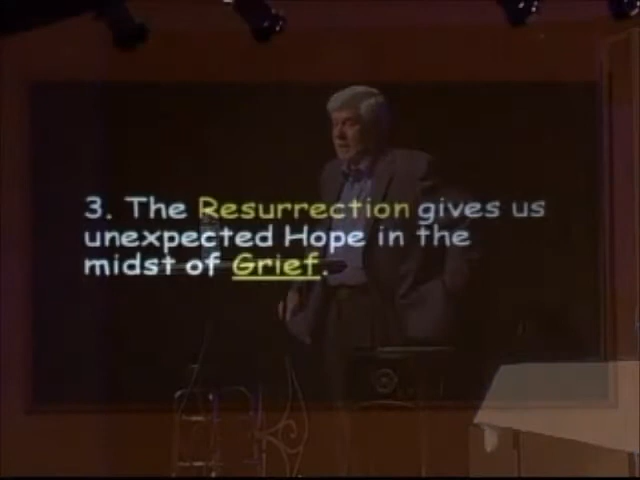 3. The Resurrection gives us
unexpected Hope in the
midst of Grief.